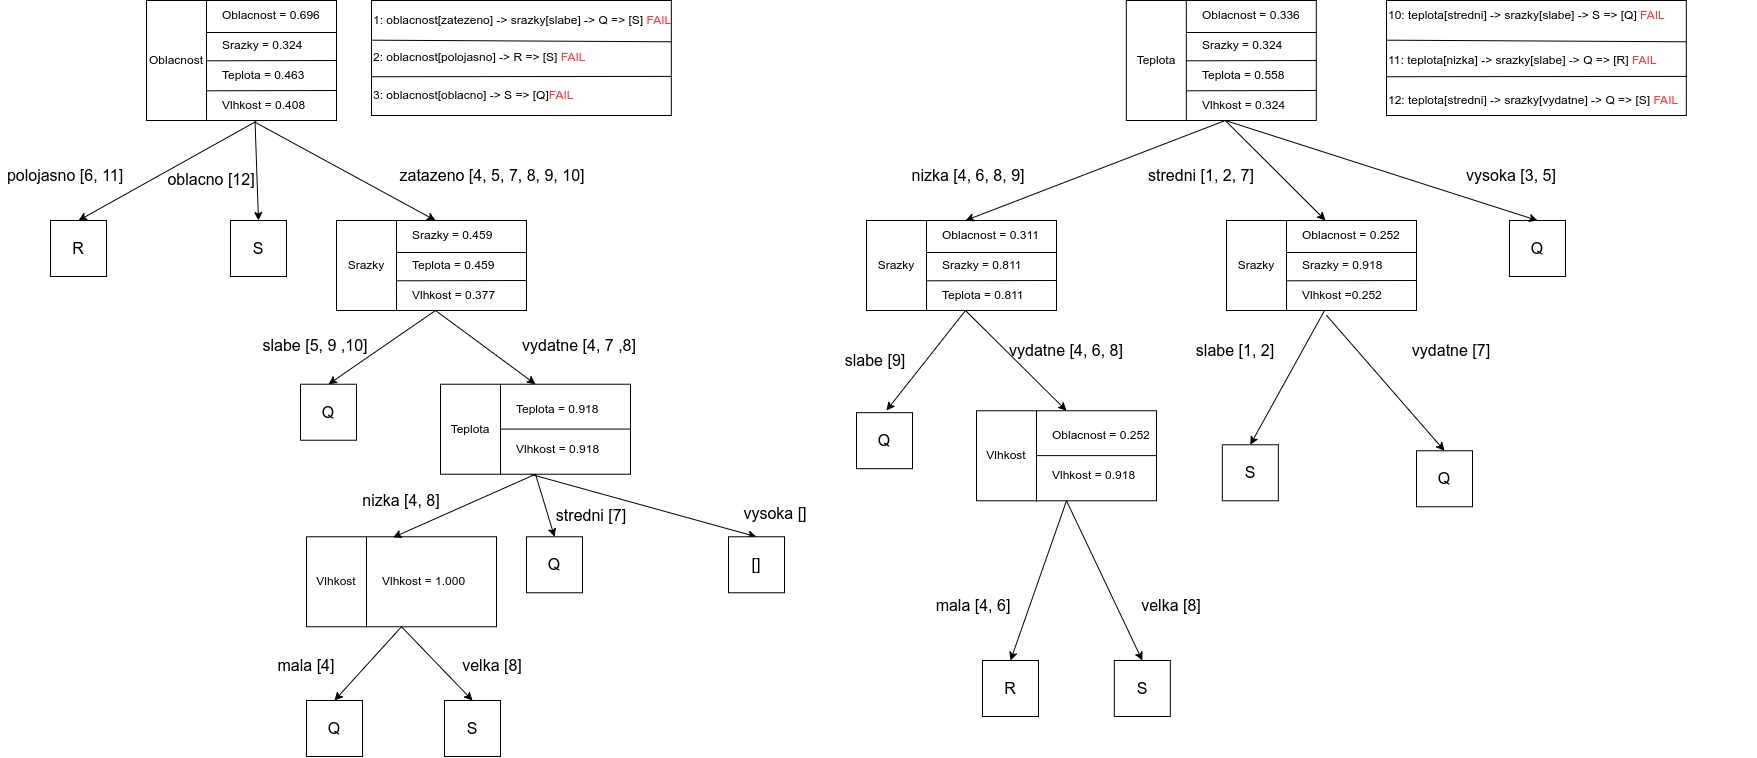 Oblacnost
Oblacnost = 0.696
Srazky = 0.324
Teplota = 0.463
Vlhkost = 0.408
1: oblacnost[zatezeno] -> srazky[slabe] -> Q => [S] FAIL
2: oblacnost[polojasno] -> R => [S] FAIL
3: oblacnost[oblacno] -> S => [Q]FAIL
polojasno [6, 11]
oblacno [12]
zatazeno [4, 5, 7, 8, 9, 10]
R
S
Srazky
Srazky = 0.459
Teplota = 0.459
Vlhkost = 0.377
slabe [5, 9 ,10]
vydatne [4, 7 ,8]
Q
Teplota
Teplota = 0.918
Vlhkost = 0.918
nizka [4, 8]
stredni [7]
vysoka []
Vlhkost
Vlhkost = 1.000
Q
[]
mala [4]
velka [8]
Q
S
Teplota
Oblacnost = 0.336
Srazky = 0.324
Teplota = 0.558
Vlhkost = 0.324
10: teplota[stredni] -> srazky[slabe] -> S => [Q] FAIL
11: teplota[nizka] -> srazky[slabe] -> Q => [R] FAIL
12: teplota[stredni] -> srazky[vydatne] -> Q => [S] FAIL
nizka [4, 6, 8, 9]
stredni [1, 2, 7]
vysoka [3, 5]
Srazky
Oblacnost = 0.311
Srazky = 0.811
Teplota = 0.811
Srazky
Oblacnost = 0.252
Srazky = 0.918
Vlhkost =0.252
Q
slabe [9]
vydatne [4, 6, 8]
slabe [1, 2]
vydatne [7]
Q
Vlhkost
Oblacnost = 0.252
Vlhkost = 0.918
S
Q
mala [4, 6]
velka [8]
R
S